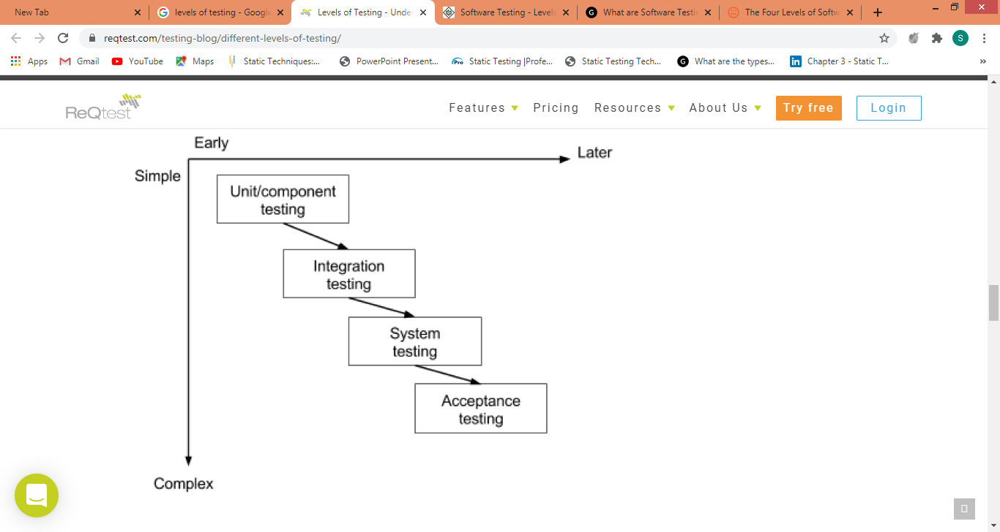 New Tab
levels of testing - Google
Levels of Testing - Under
Software Testing - Levels
What are Software Testin
The Four Levels of Softw
reqtest.com/testing-blog/different-levels-of-testing/
S
Apps
Gmail
YouTube
Maps
Static Techniques:...
PowerPoint Present...
Static Testing |Profe...
Static Testing Tech...
What are the types...
Chapter 3 - Static T...
»
ReQtest
Features
Pricing
Resources
About Us
Try free
Login
Early
Later
Simple
Unit/component
testing
Integration
testing
System
testing
Acceptance
testing
Complex